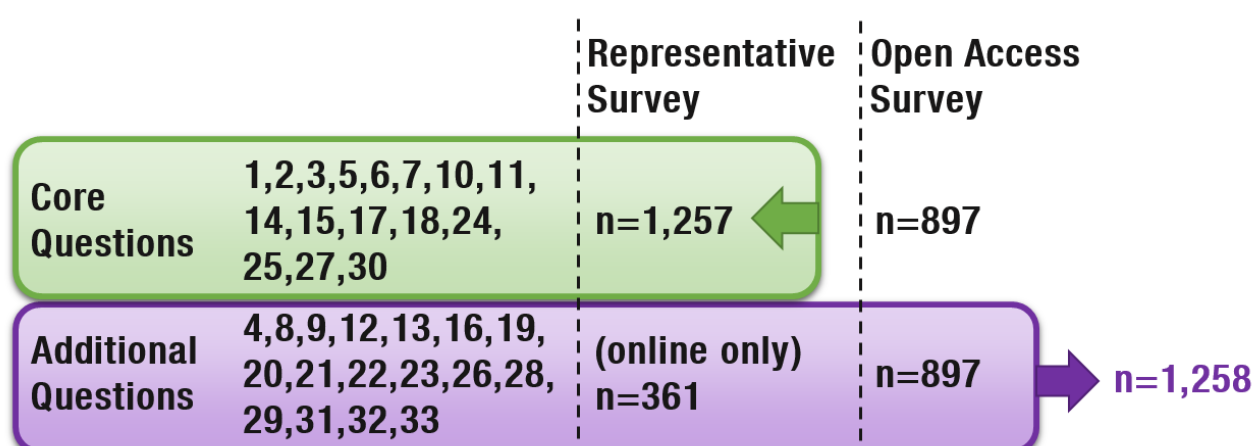 Representative
Survey
Open Access
Survey
Core
Questions
1,2,3,5,6,7,10,11,
14,15,17,18,24,
25,27,30
n=1,257
n=897
Additional
Questions
4,8,9,12,13,16,19,
20,21,22,23,26,28,
29,31,32,33
(online only)
n=361
n=897
n=1,258